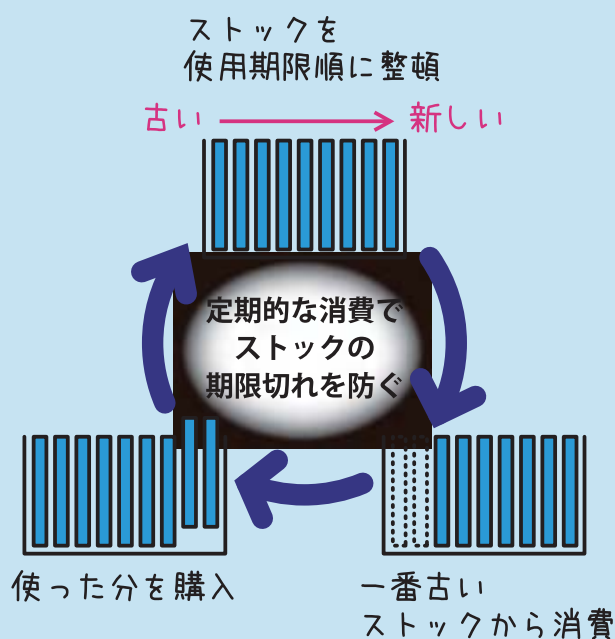 ストックを
使用期限順に整頓
古い
新しい
定期的な消費で
ストックの
期限切れを防ぐ
使った分を購入
一番古い
ストックから消費